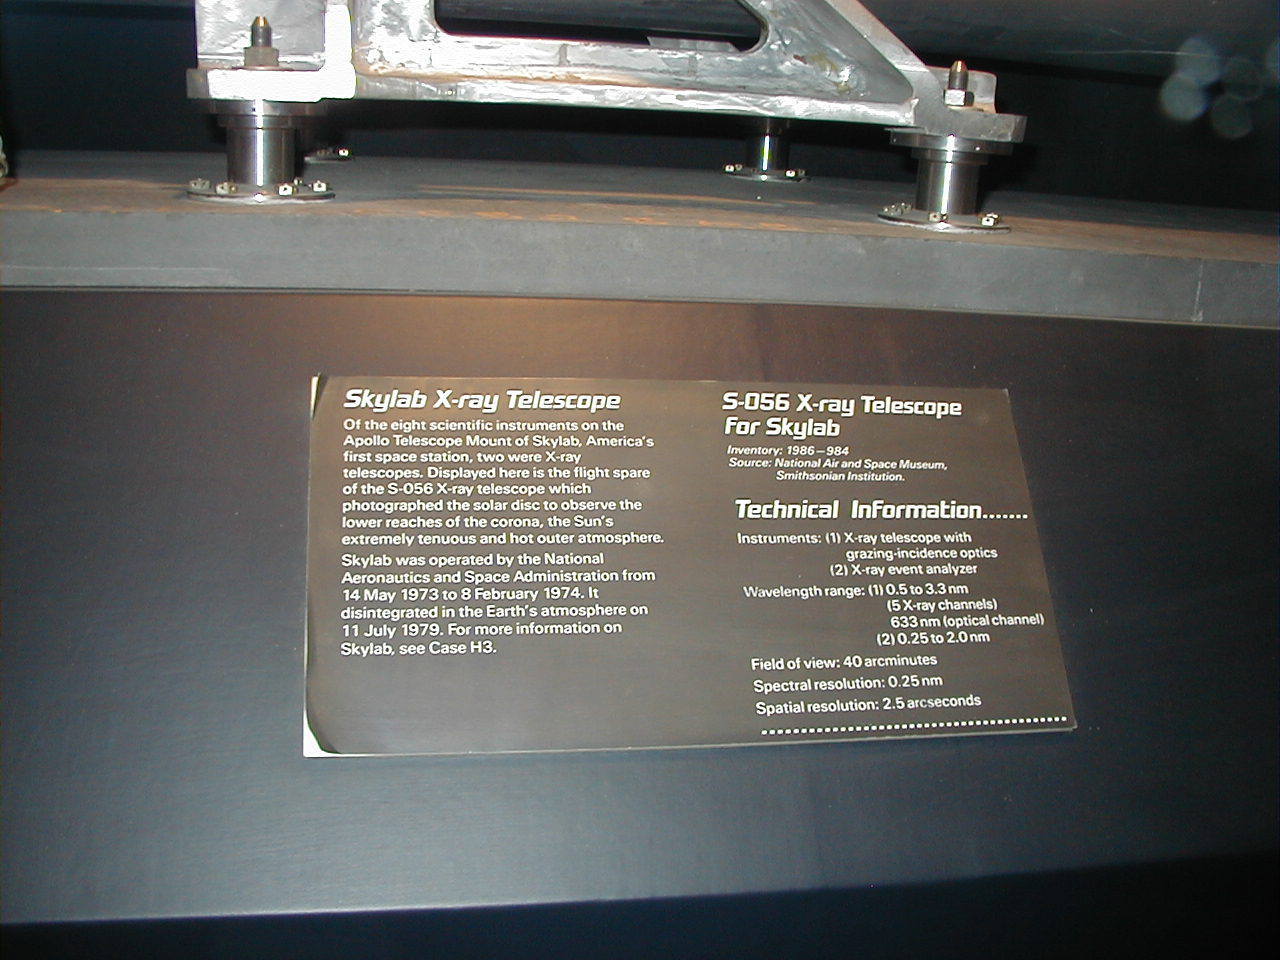 Skylab X-ray Telescope
Of the eight scientific instruments on the
Apollo Telescope Mount of Skylab, America's
first space station, two were X-ray
telescopes. Displayed here is the flight spare
of the S-056 X-ray telescope which
photographed the solar disc to observe the
lower reaches of the corona, the Sun's
extremely tenuous and hot outer atmosphere.
Skylab was operated by the National
Aeronautics and Space Administration from
14 May 1973 to 8 February 1974. It
disintegrated in the Earth's atmosphere on
11 July 1979. For more information on
Skylab, see Case H3.
S-056 X-ray Telescope
For Skylab
Inventory: 1986–984
Source: National Air and Space Museum,
Smithsonian Institution.
Technical Information.......
Instruments: (1) X-ray telescope with
grazing-incidence optics
(2) X-ray event analyzer
Wavelength range: (1) 0.5 to 3.3 nm
(5 X-ray channels)
633 nm (optical channel)
(2) 0.25 to 2.0 nm
Field of view: 40 arcminutes
Spectral resolution: 0.25 nm
Spatial resolution: 2.5 arcseconds